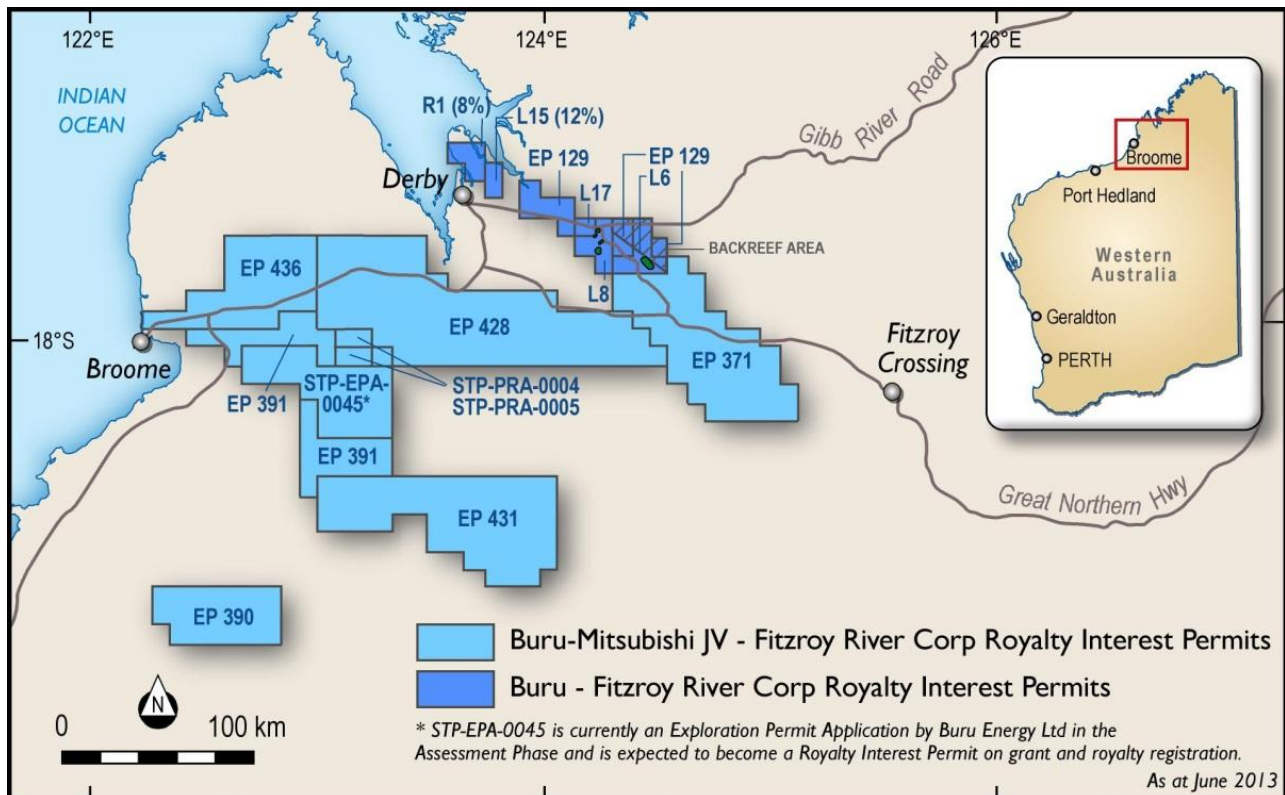 122°E
124°E
126°E
INDIAN
OCEAN
R1 (8%)
L15 (12%)
EP 129
EP 129
L6
L17
Gibb River Road
Derby
BACKREEF AREA
L8
EP 436
EP 428
EP 371
18°S
Broome
Fitzroy
Crossing
EP 391
STP-EPA-
0045*
STP-PRA-0004
STP-PRA-0005
EP 391
EP 431
Great Northern Hwy
EP 390
Broome
Port Hedland
Western
Australia
Geraldton
PERTH
Buru-Mitsubishi JV - Fitzroy River Corp Royalty Interest Permits
Buru - Fitzroy River Corp Royalty Interest Permits
N
0 100 km
* STP-EPA-0045 is currently an Exploration Permit Application by Buru Energy Ltd in the
Assessment Phase and is expected to become a Royalty Interest Permit on grant and royalty registration.
As at June 2013